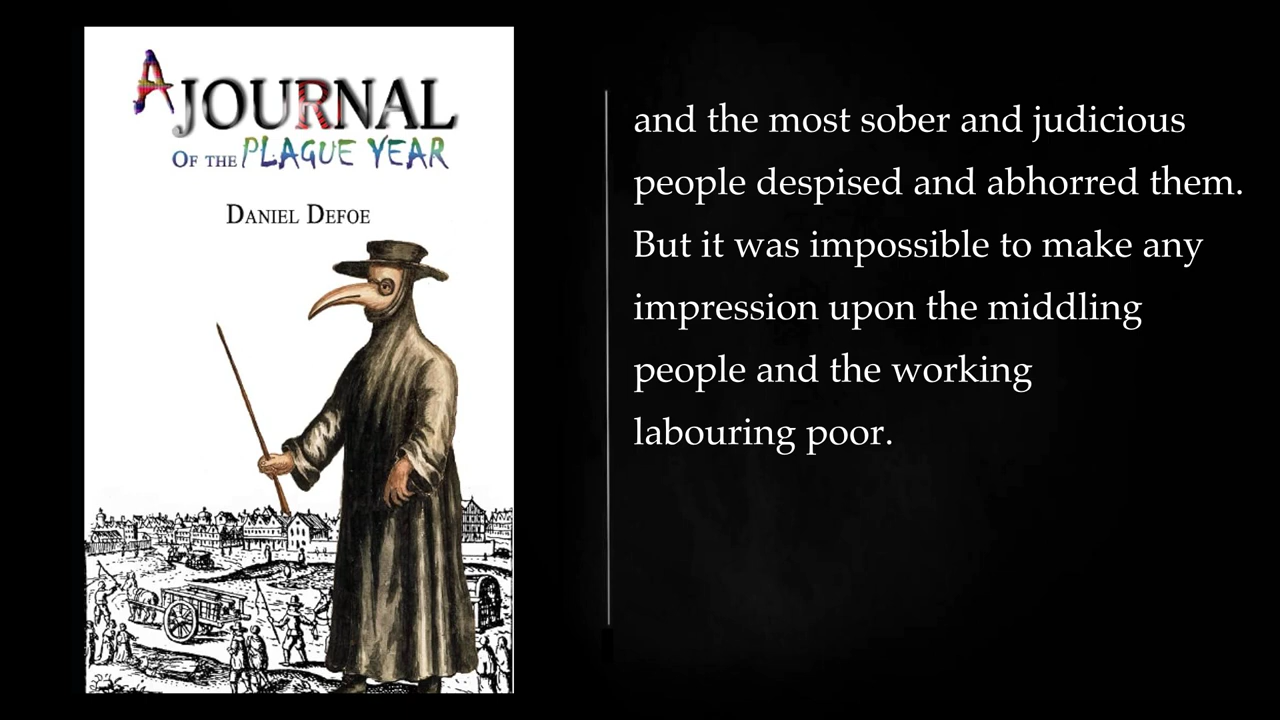 A JOURNAL
OF THE PLAGUE YEAR
DANIEL DEFOE
and the most sober and judicious
people despised and abhorred them.
But it was impossible to make any
impression upon the middling
people and the working
labouring poor.